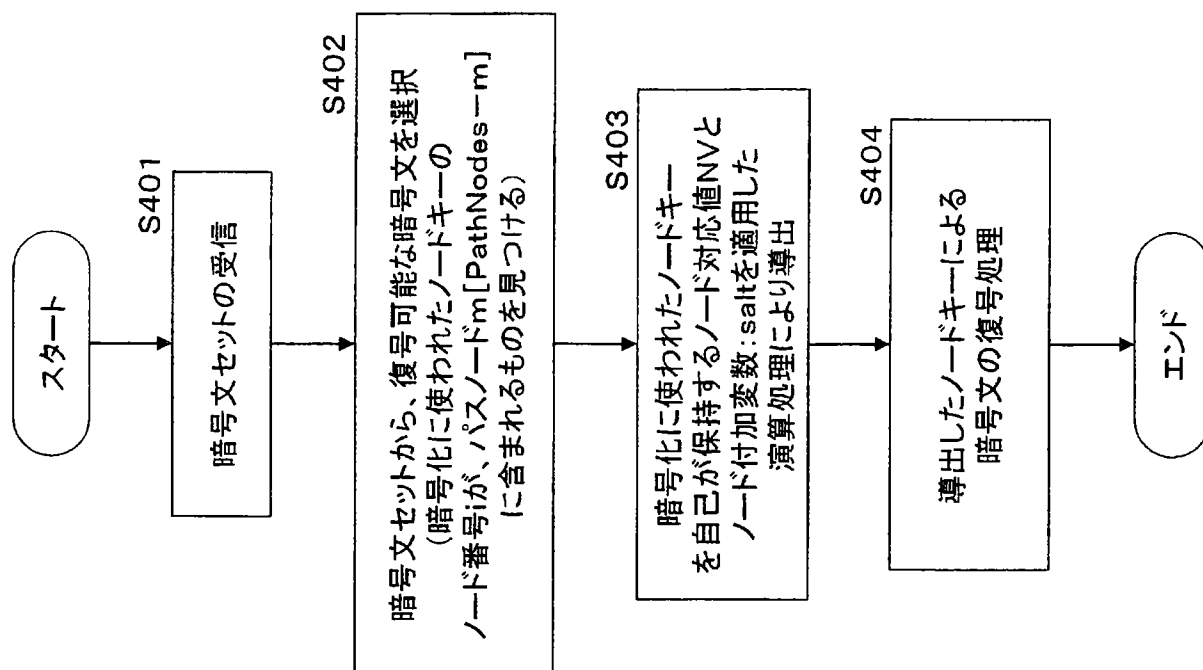 スタート
S401
暗号文セットの受信
S402
暗号文セットから、復号可能な暗号文を選択
(暗号化に使われたノードキーの
ノード番号iが、パスノードm[PathNodes－m]
に含まれるものを見つける)
S403
暗号化に使われたノードキー
を自己が保持するノード対応値NVと
ノード付加変数:saltを適用した
演算処理により導出
S404
導出したノードキーによる
暗号文の復号処理
エンド